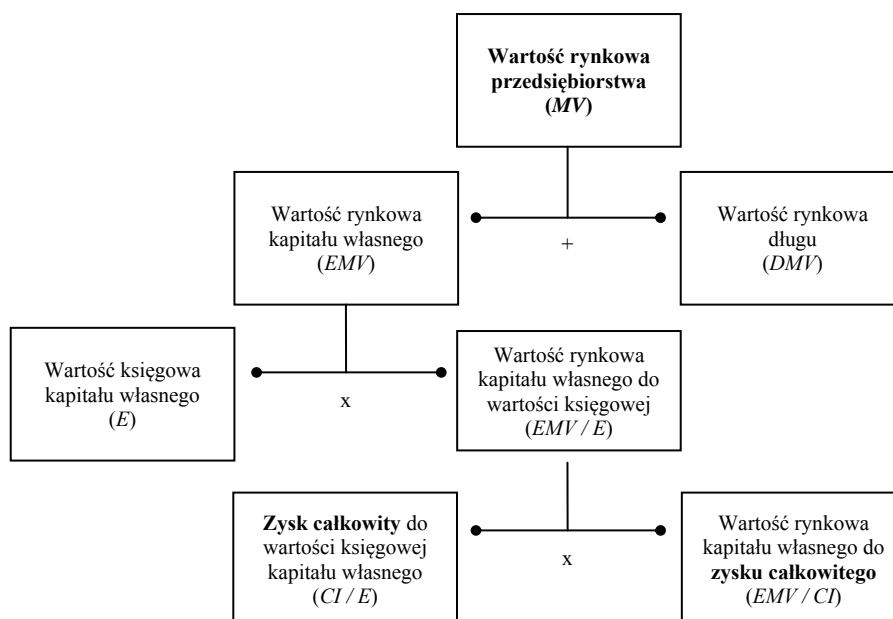 Wartość rynkowa
przedsiębiorstwa
(MV)
Wartość rynkowa
kapitału własnego
(EMV)
+
Wartość rynkowa
długu
(DMV)
Wartość księgowa
kapitału własnego
(E)
x
Wartość rynkowa
kapitału własnego do
wartości księgowej
(EMV / E)
Zysk całkowity do
wartości księgowej
kapitału własnego
(CI / E)
x
Wartość rynkowa
kapitału własnego do
zysku całkowitego
(EMV / CI)